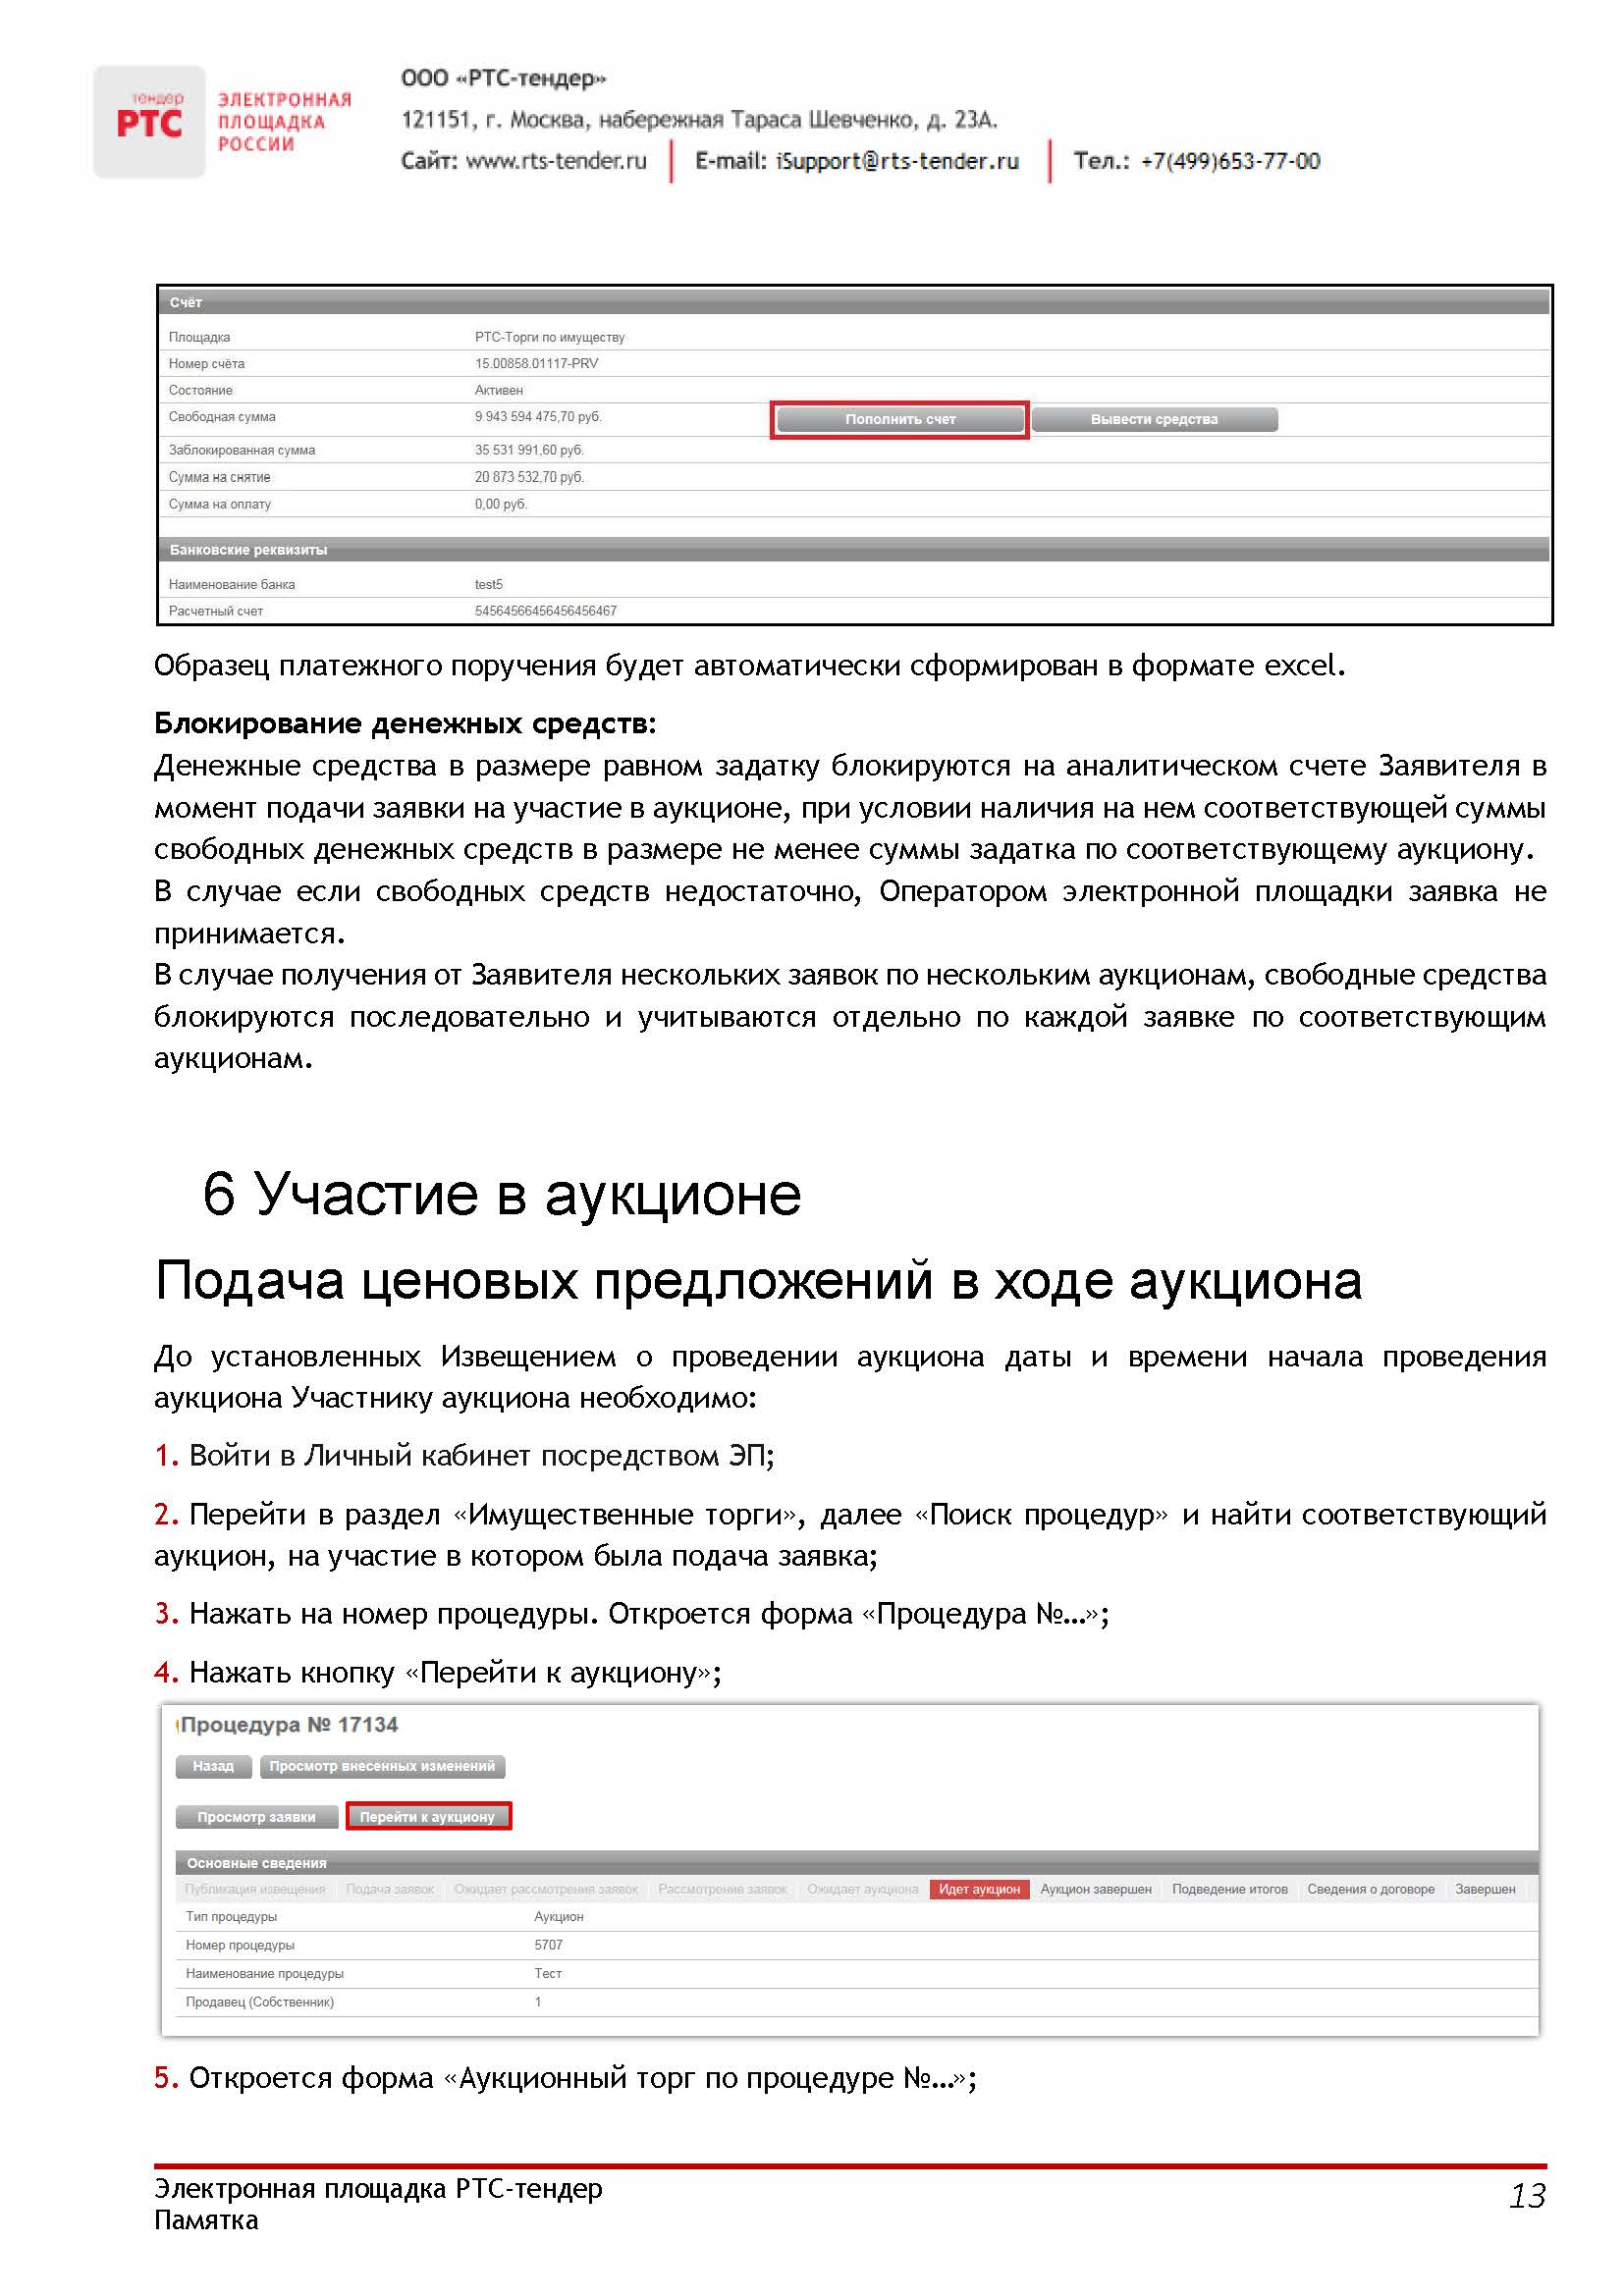 тендер
РТС
ЭЛЕКТРОННАЯ
ПЛОЩАДКА
РОССИИ
ООО «РТС-тендер»
121151, г. Москва, набережная Тараса Шевченко, д. 23А.
Сайт: www.rts-tender.ru E-mail: iSupport@rts-tender.ru Тел.: +7(499)653-77-00
Счёт
Площадка РТС-Торги по имуществу
Номер счёта 15.00858.01117-PRV
Состояние Активен
Свободная сумма 9 943 594 475,70 руб. Пополнить счет Вывести средства
Заблокированная сумма 35 531 991,60 руб.
Сумма на снятие 20 873 532,70 руб.
Сумма на оплату 0,00 руб.
Банковские реквизиты
Наименование банка test5
Расчетный счет 54564566456456456467
Образец платежного поручения будет автоматически сформирован в формате excel.
Блокирование денежных средств:
Денежные средства в размере равном задатку блокируются на аналитическом счете Заявителя в
момент подачи заявки на участие в аукционе, при условии наличия на нем соответствующей суммы
свободных денежных средств в размере не менее суммы задатка по соответствующему аукциону.
В случае если свободных средств недостаточно, Оператором электронной площадки заявка не
принимается.
В случае получения от Заявителя нескольких заявок по нескольким аукционам, свободные средства
блокируются последовательно и учитываются отдельно по каждой заявке по соответствующим
аукционам.
6 Участие в аукционе
Подача ценовых предложений в ходе аукциона
До установленных Извещением о проведении аукциона даты и времени начала проведения
аукциона Участнику аукциона необходимо:
1. Войти в Личный кабинет посредством ЭП;
2. Перейти в раздел «Имущественные торги», далее «Поиск процедур» и найти соответствующий
аукцион, на участие в котором была подача заявка;
3. Нажать на номер процедуры. Откроется форма «Процедура №…»;
4. Нажать кнопку «Перейти к аукциону»;
Процедура № 17134
Назад Просмотр внесенных изменений
Просмотр заявки Перейти к аукциону
Основные сведения
Публикация извещения Подача заявок Ожидает рассмотрения заявок Рассмотрение заявок Ожидает аукциона Идет аукцион Аукцион завершен Подведение итогов Сведения о договоре Завершен
Тип процедуры Аукцион
Номер процедуры 5707
Наименование процедуры Тест
Продавец (Собственник) 1
5. Откроется форма «Аукционный торг по процедуре №…»;
Электронная площадка РТС-тендер
Памятка
13